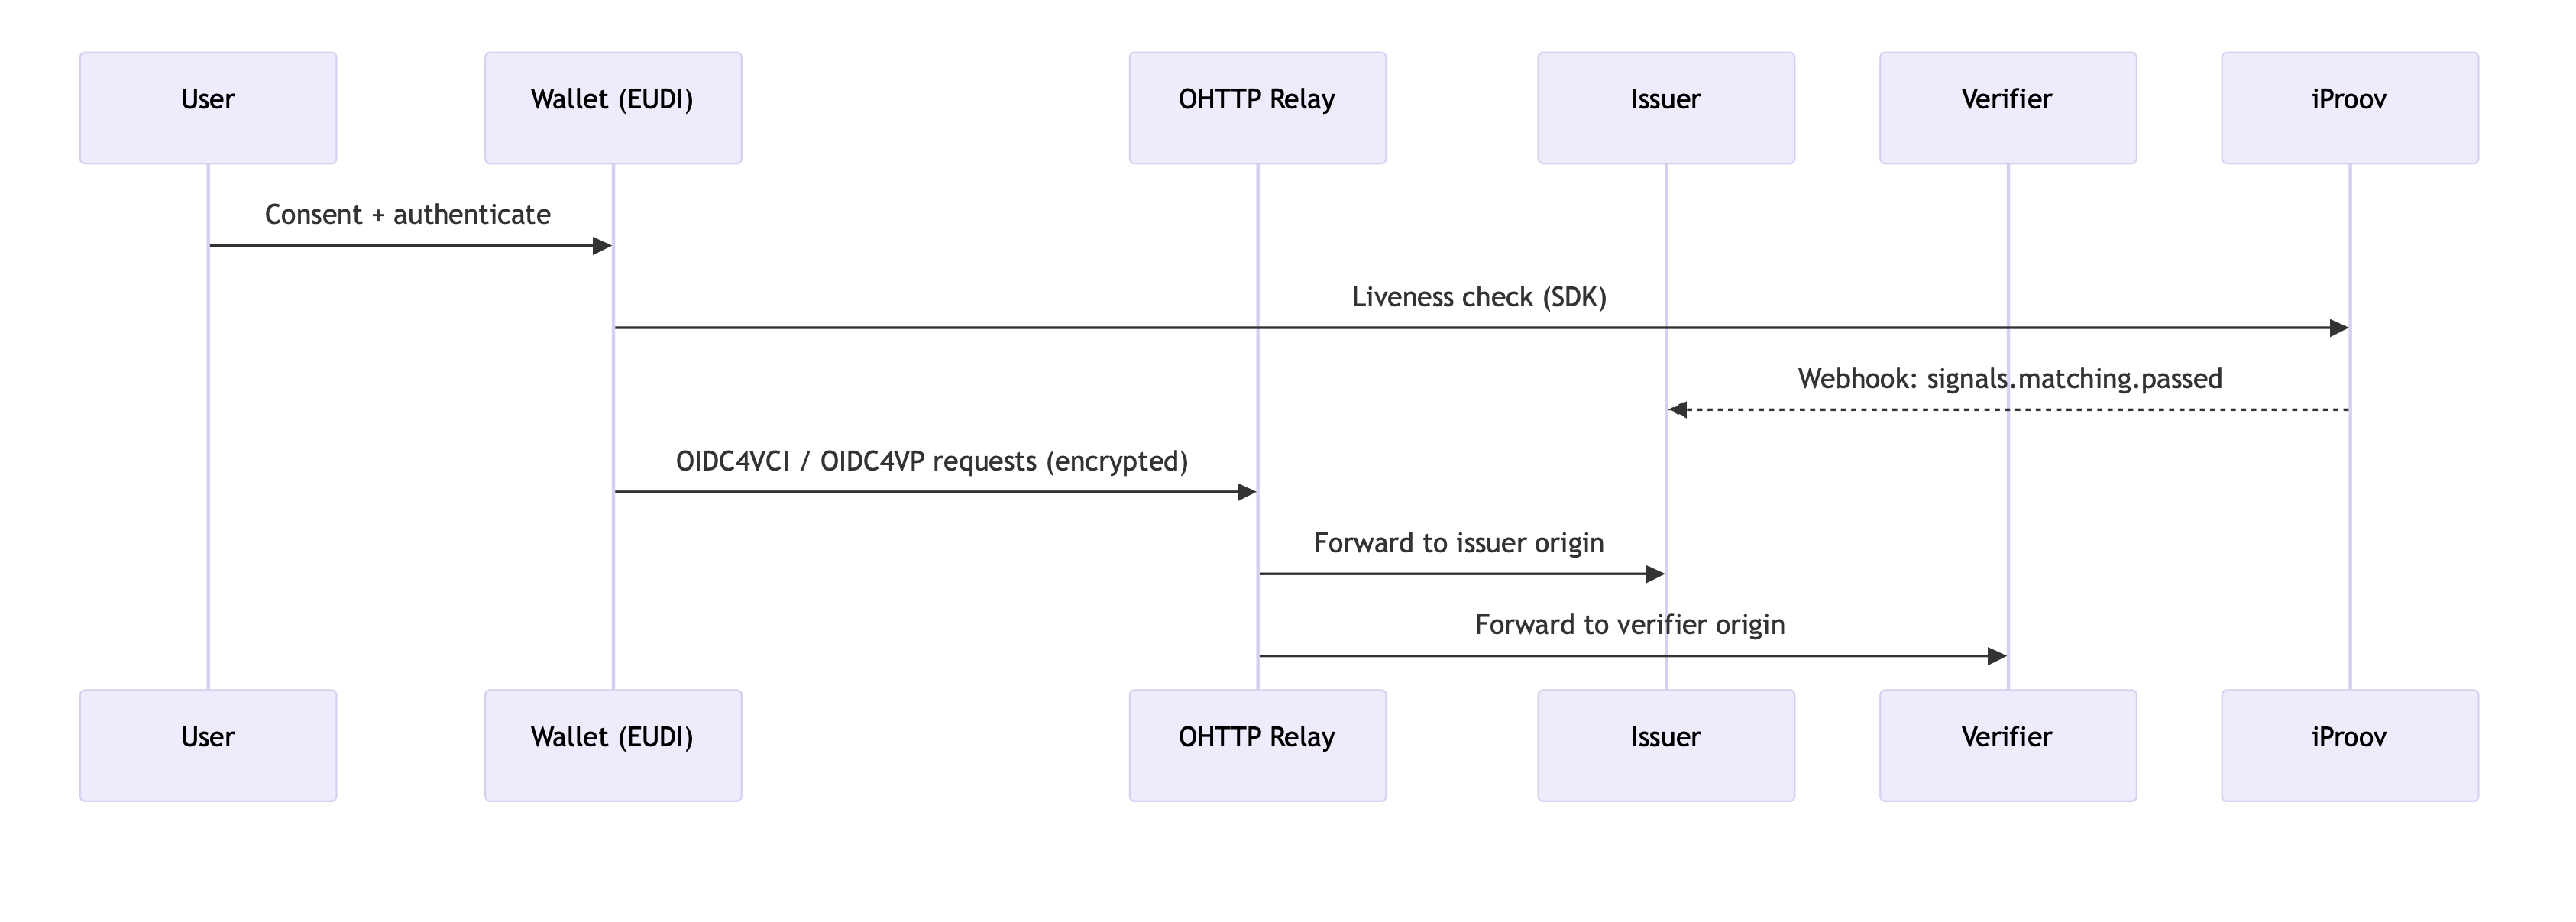 User
Wallet (EUDI)
OHTTP Relay
Issuer
Verifier
iProov
Consent + authenticate
Liveness check (SDK)
Webhook: signals.matching.passed
OIDC4VCI / OIDC4VP requests (encrypted)
Forward to issuer origin
Forward to verifier origin
User
Wallet (EUDI)
OHTTP Relay
Issuer
Verifier
iProov